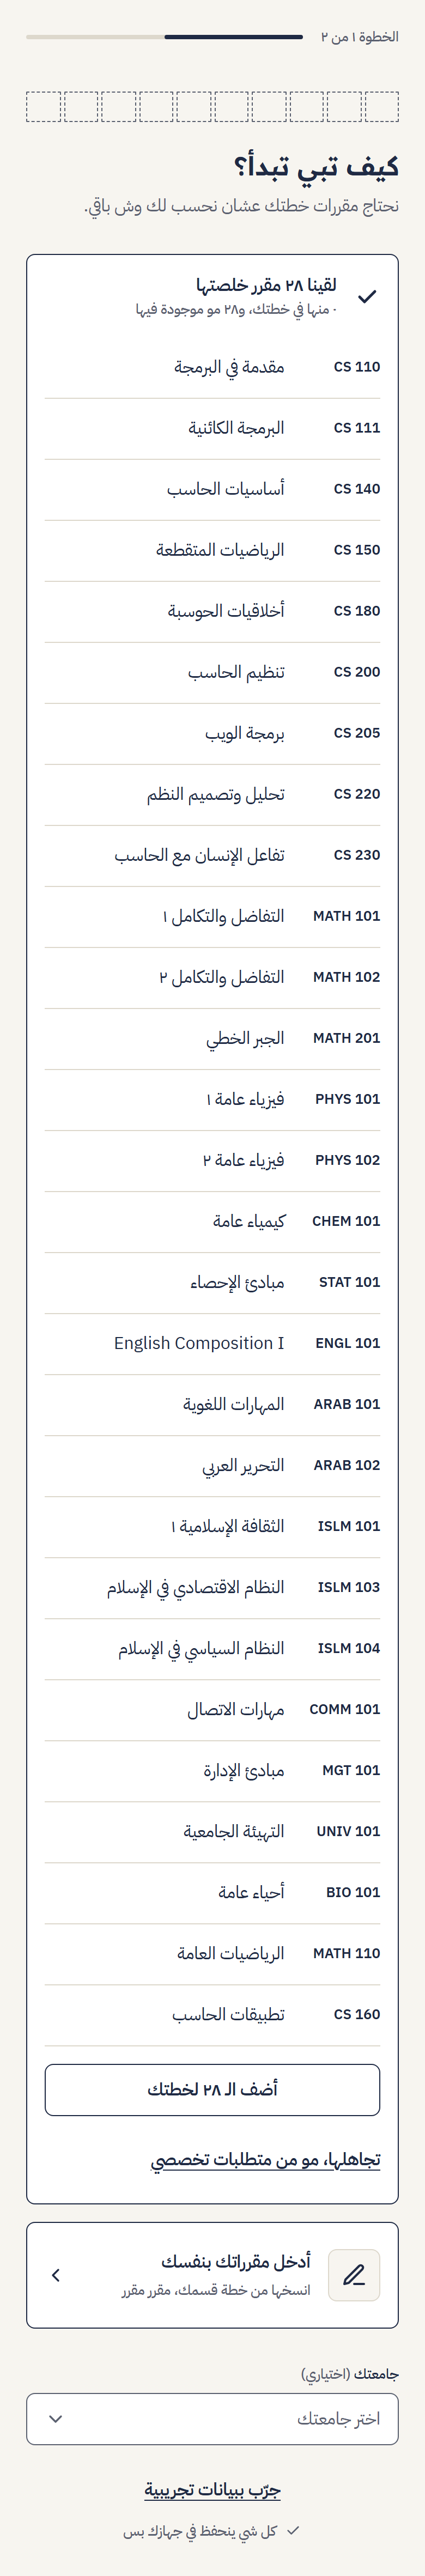 الخطوة ١ من ٢
كيف تبي تبدأ؟
نحتاج مقررات خطتك عشان نحسب لك وش باقي.
لقينا ٢٨ مقرر خلصتها
٠ منها في خطتك، و٢٨ مو موجودة فيها
CS 110 مقدمة في البرمجة
CS 111 البرمجة الكائنية
CS 140 أساسيات الحاسب
CS 150 الرياضيات المتقطعة
CS 180 أخلاقيات الحوسبة
CS 200 تنظيم الحاسب
CS 205 برمجة الويب
CS 220 تحليل وتصميم النظم
CS 230 تفاعل الإنسان مع الحاسب
MATH 101 التفاضل والتكامل ١
MATH 102 التفاضل والتكامل ٢
MATH 201 الجبر الخطي
PHYS 101 فيزياء عامة ١
PHYS 102 فيزياء عامة ٢
CHEM 101 كيمياء عامة
STAT 101 مبادئ الإحصاء
ENGL 101 English Composition I
ARAB 101 المهارات اللغوية
ARAB 102 التحرير العربي
ISLM 101 الثقافة الإسلامية ١
ISLM 103 النظام الاقتصادي في الإسلام
ISLM 104 النظام السياسي في الإسلام
COMM 101 مهارات الاتصال
MGT 101 مبادئ الإدارة
UNIV 101 التهيئة الجامعية
BIO 101 أحياء عامة
MATH 110 الرياضيات العامة
CS 160 تطبيقات الحاسب
أضف الـ ٢٨ لخطتك
تجاهلها، مو من متطلبات تخصصي
أدخل مقرراتك بنفسك
انسخها من خطة قسمك، مقرر مقرر
جامعتك (اختياري)
اختر جامعتك
جرّب ببيانات تجريبية
كل شي ينحفظ في جهازك بس